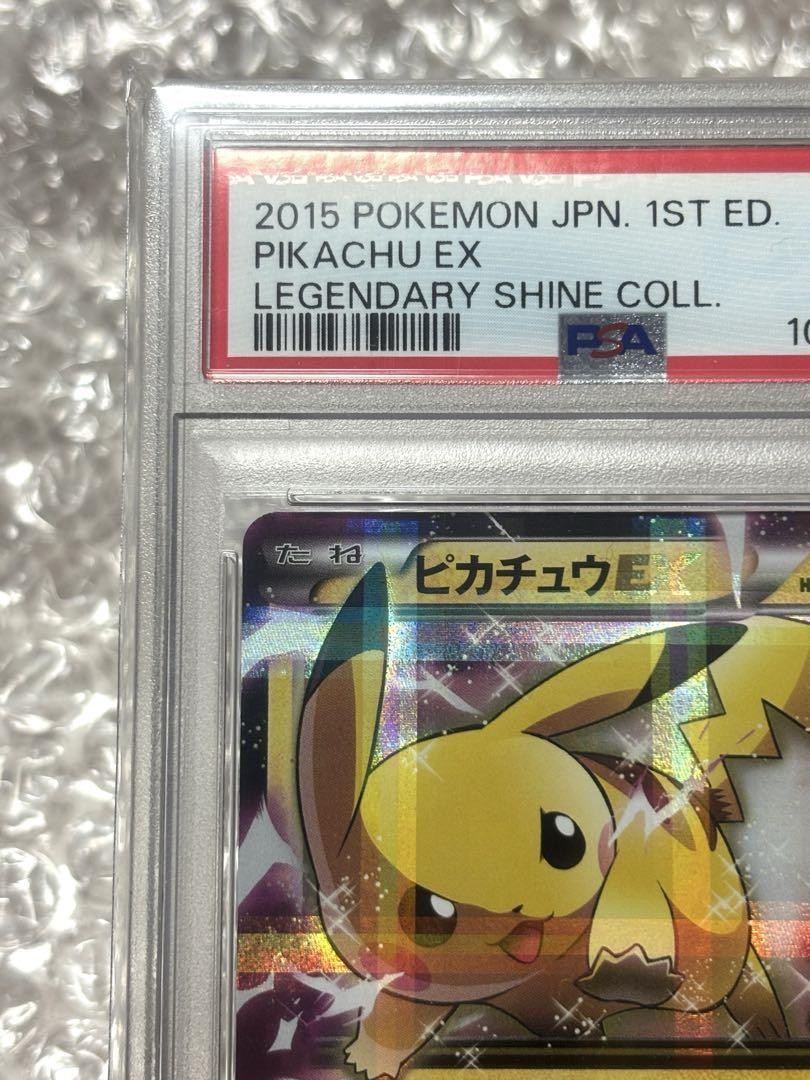 2015 POKEMON JPN. 1ST ED.
PIKACHU EX
LEGENDARY SHINE COLL.
PSA
10
たね
ピカチュウEX
H